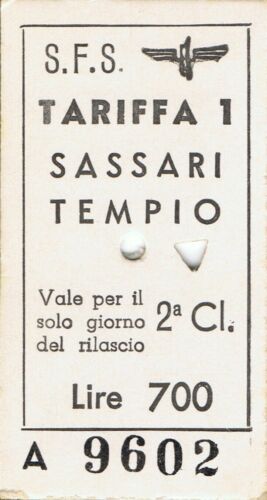 S.F.S.
TARIFFA 1
SASSARI
TEMPIO
Vale per il
solo giorno 2ª Cl.
del rilascio
Lire 700
A 9602